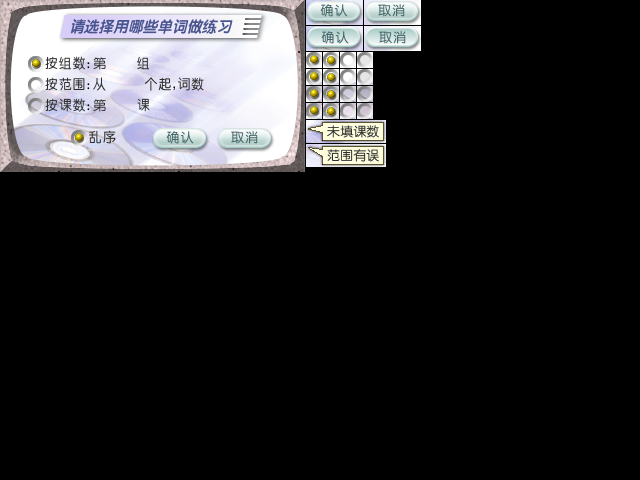 请选择用哪些单词做练习
按组数:第 组
按范围:从 个起,词数
按课数:第 课
乱序 确认 取消
确认 取消
确认 取消
未填课数
范围有误